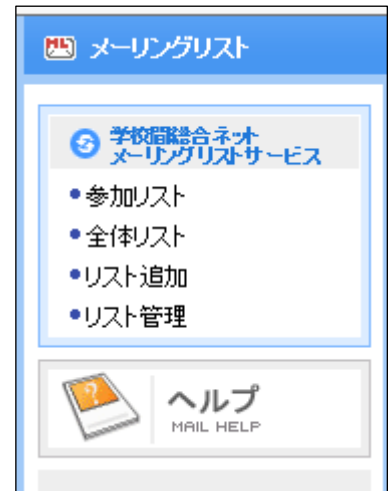 ML メーリングリスト
学校間総合ネット
メーリングリストサービス
•参加リスト
•全体リスト
•リスト追加
•リスト管理
?
ヘルプ
MAIL HELP